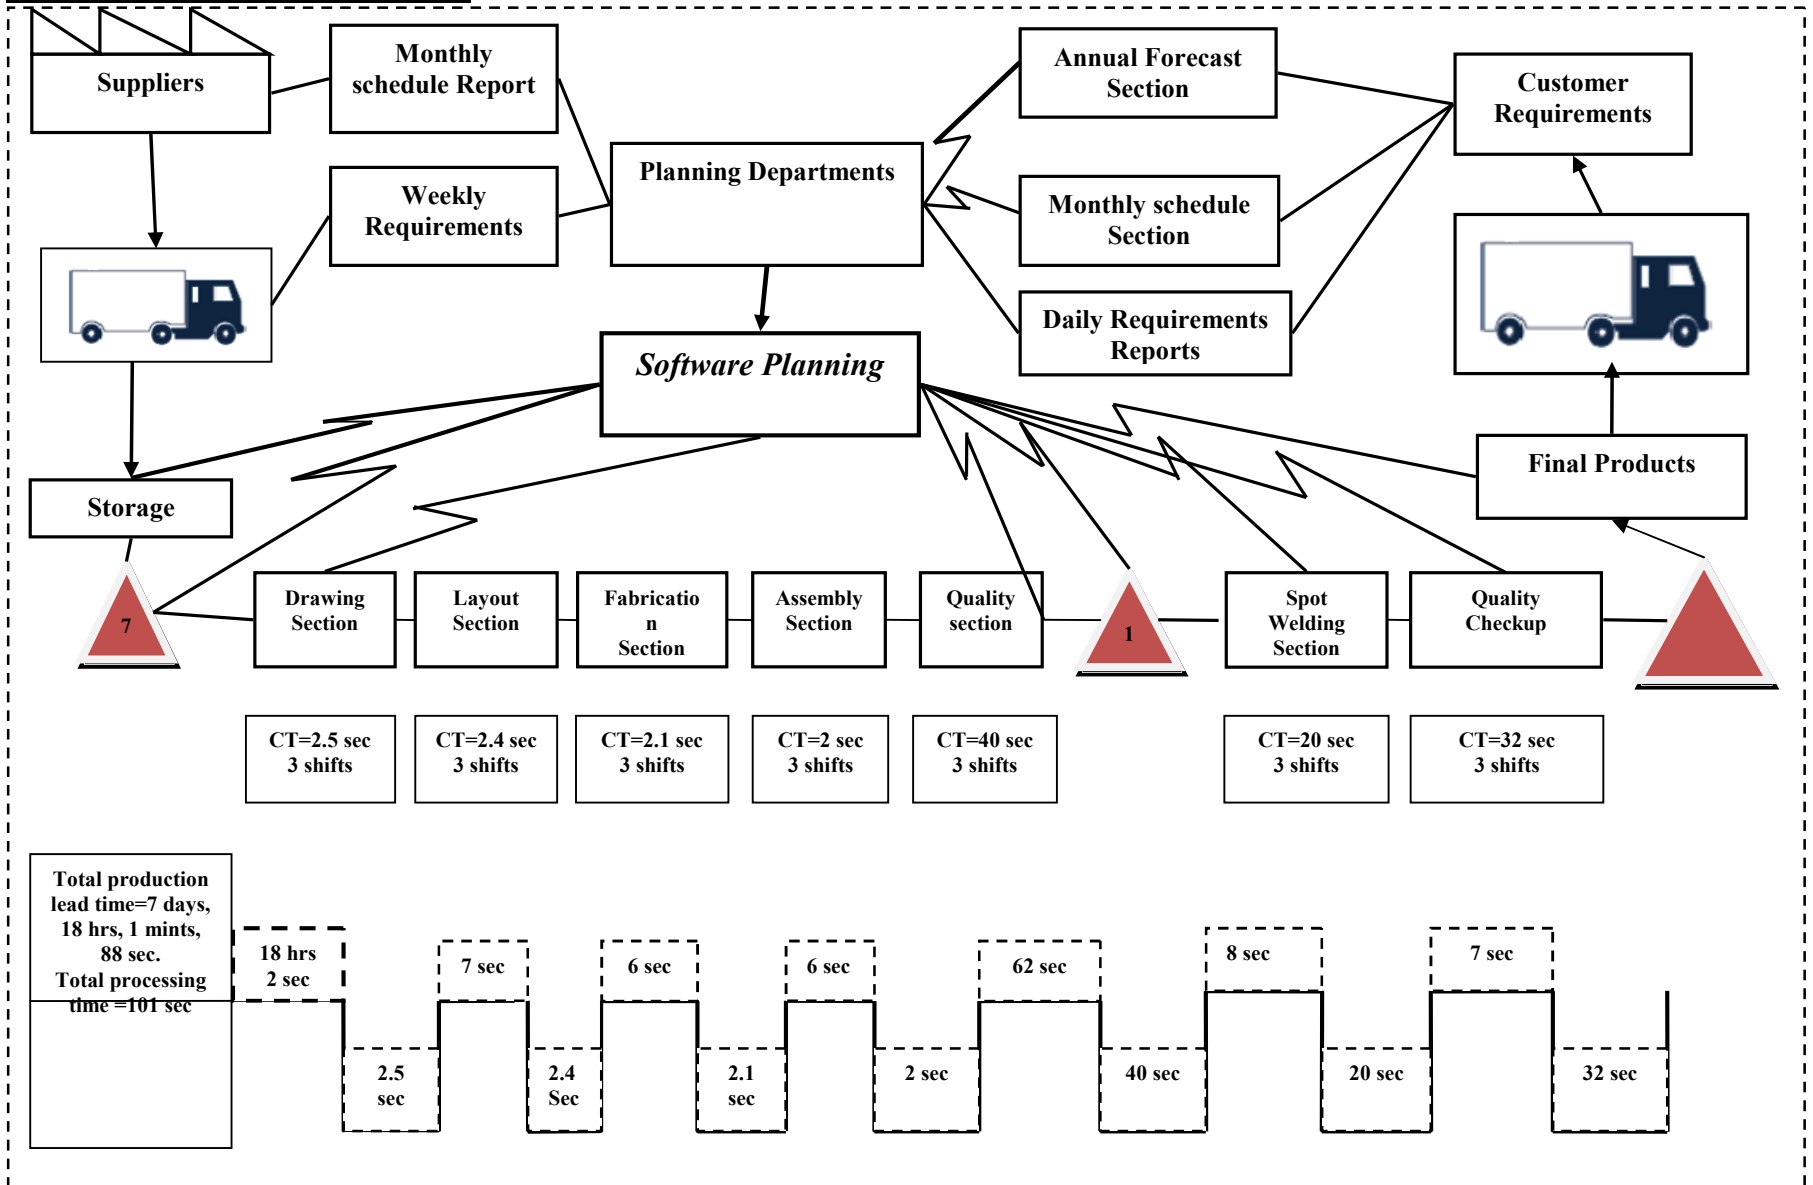 Suppliers
Monthly
schedule Report
Weekly
Requirements
Planning Departments
Annual Forecast
Section
Monthly schedule
Section
Daily Requirements
Reports
Customer
Requirements
Software Planning
Storage
Final Products
7
Drawing
Section
Layout
Section
Fabricatio
n
Section
Assembly
Section
Quality
section
1
Spot
Welding
Section
Quality
Checkup
CT=2.5 sec
3 shifts
CT=2.4 sec
3 shifts
CT=2.1 sec
3 shifts
CT=2 sec
3 shifts
CT=40 sec
3 shifts
CT=20 sec
3 shifts
CT=32 sec
3 shifts
Total production
lead time=7 days,
18 hrs, 1 mints,
88 sec.
Total processing
time =101 sec
18 hrs
2 sec
7 sec
6 sec
6 sec
62 sec
8 sec
7 sec
2.5
sec
2.4
Sec
2.1
sec
2 sec
40 sec
20 sec
32 sec